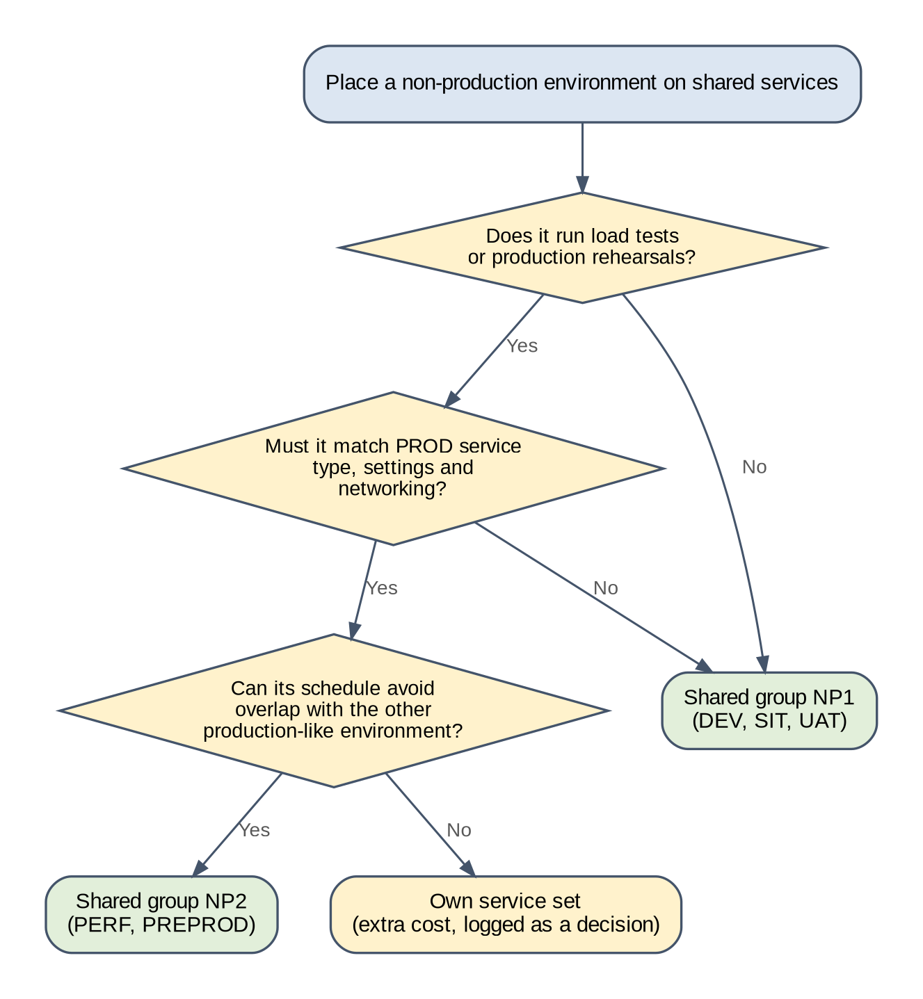 Place a non-production environment on shared services
Does it run load tests
or production rehearsals?
Yes
No
Must it match PROD service
type, settings and
networking?
Yes
No
Can its schedule avoid
overlap with the other
production-like environment?
Shared group NP1
(DEV, SIT, UAT)
Yes
No
Shared group NP2
(PERF, PREPROD)
Own service set
(extra cost, logged as a decision)